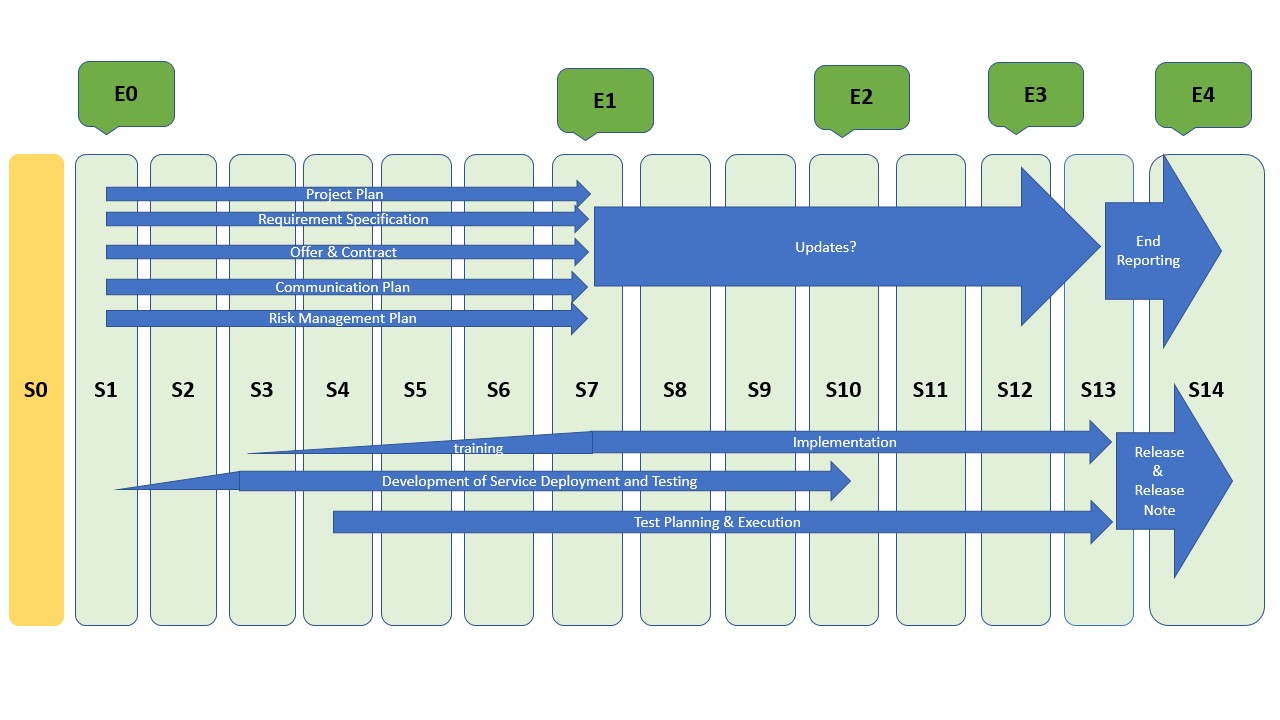 E0
E1
E2
E3
E4
Project Plan
Requirement Specification
Offer & Contract
Communication Plan
Risk Management Plan
Updates?
End
Reporting
S0
S1
S2
S3
S4
S5
S6
S7
S8
S9
S10
S11
S12
S13
S14
training
Implementation
Development of Service Deployment and Testing
Test Planning & Execution
Release
&
Release
Note